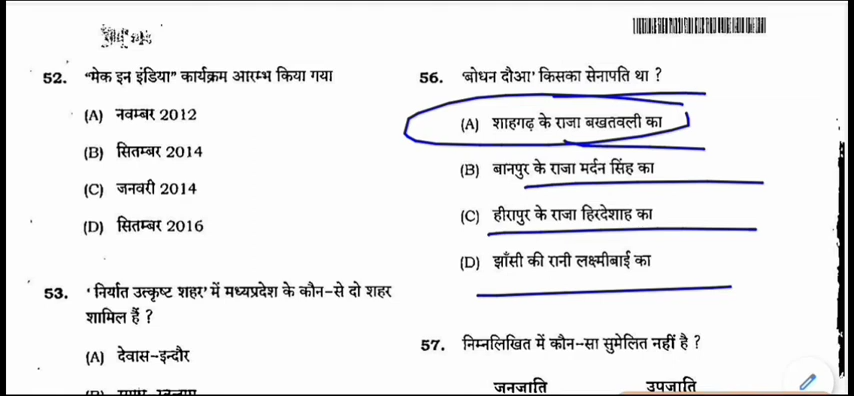 52. “मेक इन इंडिया” कार्यक्रम आरम्भ किया गया
(A) नवम्बर 2012
(B) सितम्बर 2014
(C) जनवरी 2014
(D) सितम्बर 2016
53. ‘निर्यात उत्कृष्ट शहर’ में मध्यप्रदेश के कौन-से दो शहर
शामिल हैं ?
(A) देवास-इन्दौर
56. ‘बोधन दौआ’ किसका सेनापति था ?
(A) शाहगढ़ के राजा बखतवली का
(B) बानपुर के राजा मर्दन सिंह का
(C) हीरापुर के राजा हिरदेशाह का
(D) झाँसी की रानी लक्ष्मीबाई का
57. निम्नलिखित में कौन-सा सुमेलित नहीं है ?
जनजाति उपजाति